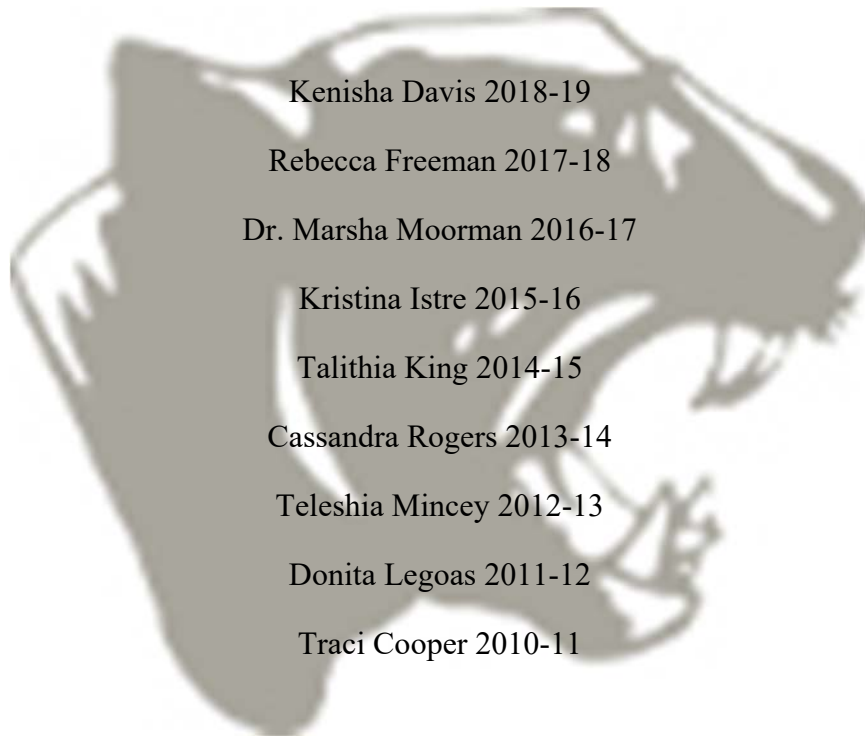 Kenisha Davis 2018-19
Rebecca Freeman 2017-18
Dr. Marsha Moorman 2016-17
Kristina Istre 2015-16
Talithia King 2014-15
Cassandra Rogers 2013-14
Teleshia Mincey 2012-13
Donita Legoas 2011-12
Traci Cooper 2010-11